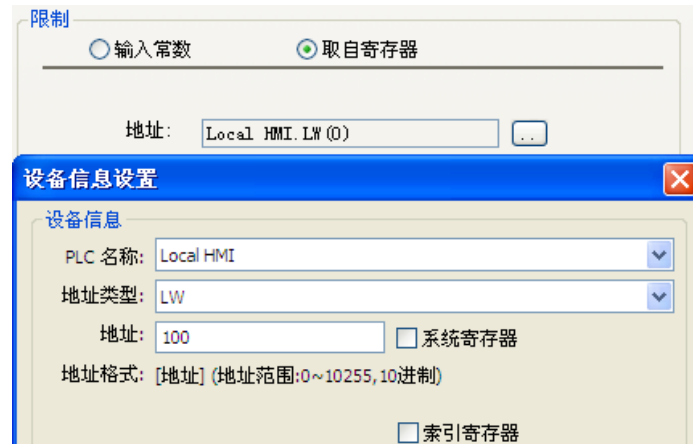 限制
输入常数 取自寄存器
地址: Local HMI.LW(0) ..
设备信息设置
设备信息
PLC 名称: Local HMI
地址类型: LW
地址: 100 系统寄存器
地址格式: [地址] (地址范围:0~10255,10进制)
索引寄存器